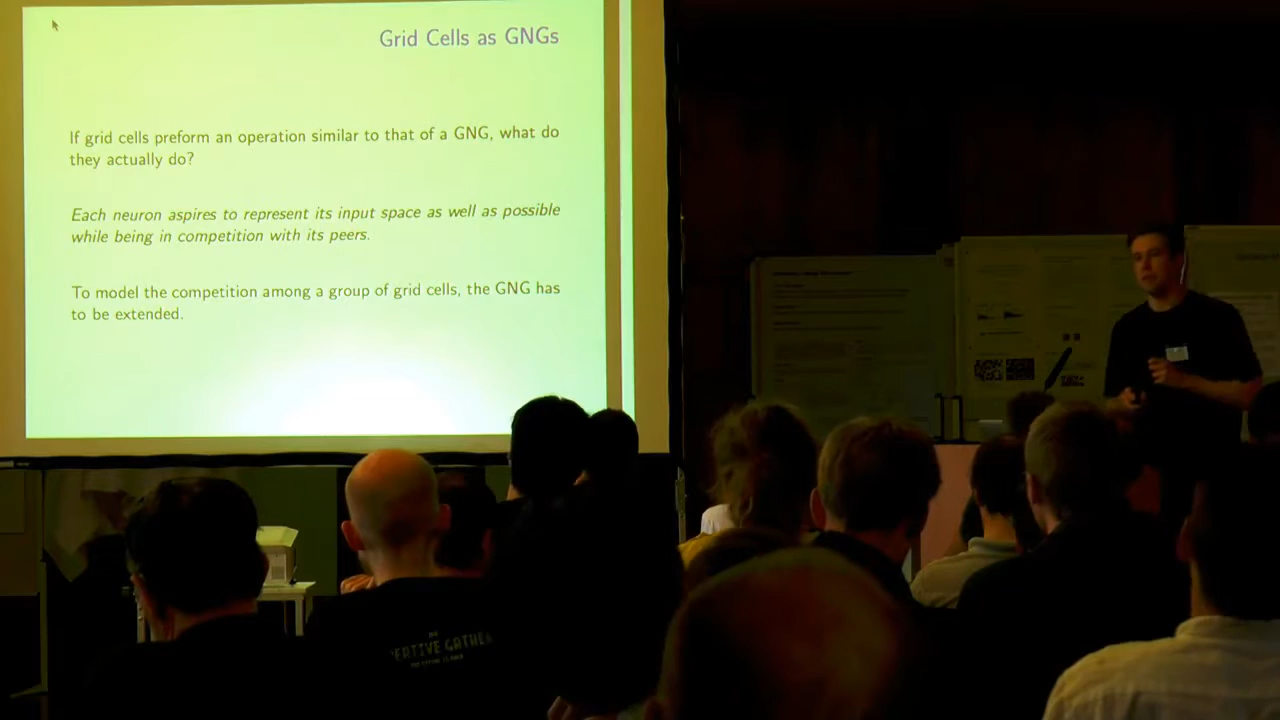 Grid Cells as GNGs
If grid cells preform an operation similar to that of a GNG, what do
they actually do?
Each neuron aspires to represent its input space as well as possible
while being in competition with its peers.
To model the competition among a group of grid cells, the GNG has
to be extended.